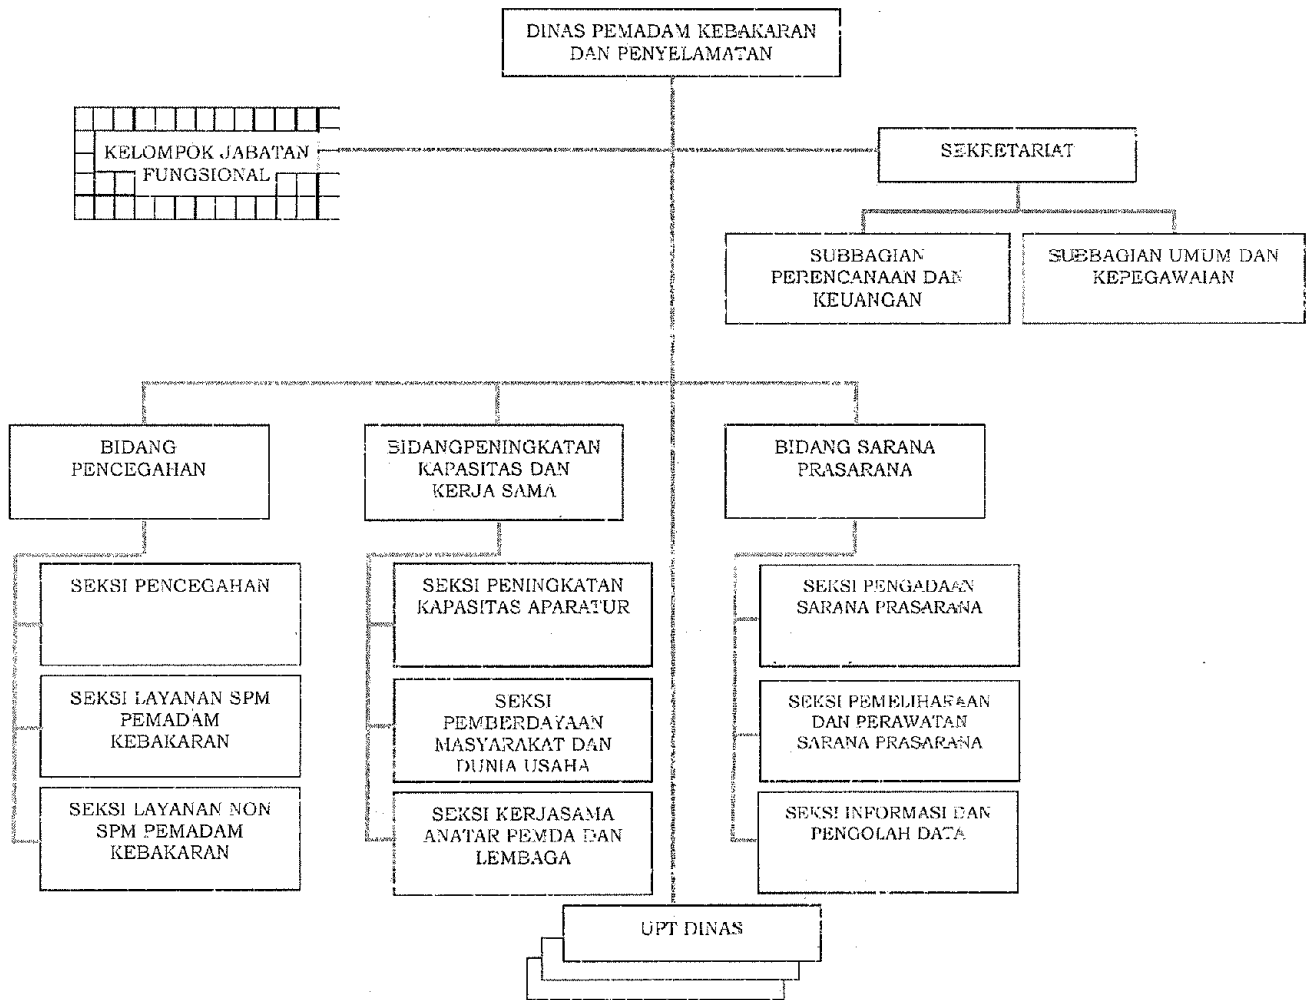 DINAS PEMADAM KEBAKARAN
DAN PENYELAMATAN
KELOMPOK JABATAN
FUNGSIONAL
SEKRETARIAT
SUBBAGIAN
PERENCANAAN DAN
KEUANGAN
SUBBAGIAN UMUM DAN
KEPEGAWAIAN
BIDANG
PENCEGAHAN
BIDANGPENINGKATAN
KAPASITAS DAN
KERJA SAMA
BIDANG SARANA
PRASARANA
SEKSI PENCEGAHAN
SEKSI LAYANAN SPM
PEMADAM
KEBAKARAN
SEKSI LAYANAN NON
SPM PEMADAM
KEBAKARAN
SEKSI PENINGKATAN
KAPASITAS APARATUR
SEKSI
PEMBERDAYAAN
MASYARAKAT DAN
DUNIA USAHA
SEKSI KERJASAMA
ANATAR PEMDA DAN
LEMBAGA
SEKSI PENGADAAN
SARANA PRASARANA
SEKSI PEMELIHARAAN
DAN PERAWATAN
SARANA PRASARANA
SEKSI INFORMASI DAN
PENGOLAH DATA
UPT DINAS